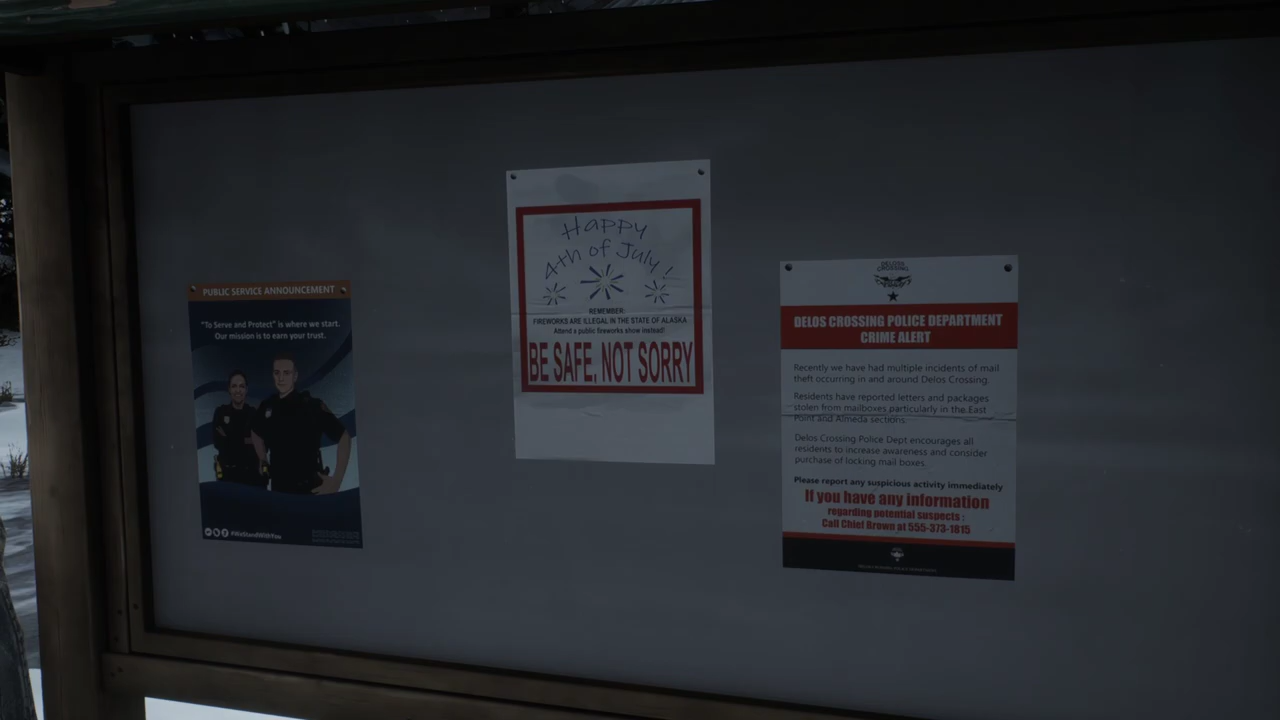 PUBLIC SERVICE ANNOUNCEMENT
"To Serve and Protect" is where we start.
Our mission is to earn your trust.
#WeStandWithYou
Happy
4th of July!
REMEMBER:
FIREWORKS ARE ILLEGAL IN THE STATE OF ALASKA
Attend a public fireworks show instead!
BE SAFE, NOT SORRY
DELOS
CROSSING
DELOS CROSSING POLICE DEPARTMENT
CRIME ALERT
Recently we have had multiple incidents of mail
theft occurring in and around Delos Crossing.
Residents have reported letters and packages
stolen from mailboxes particularly in the East
Point and Almeda sections.
Delos Crossing Police Dept encourages all
residents to increase awareness and consider
purchase of locking mail boxes.
Please report any suspicious activity immediately
If you have any information
regarding potential suspects :
Call Chief Brown at 555-373-1815